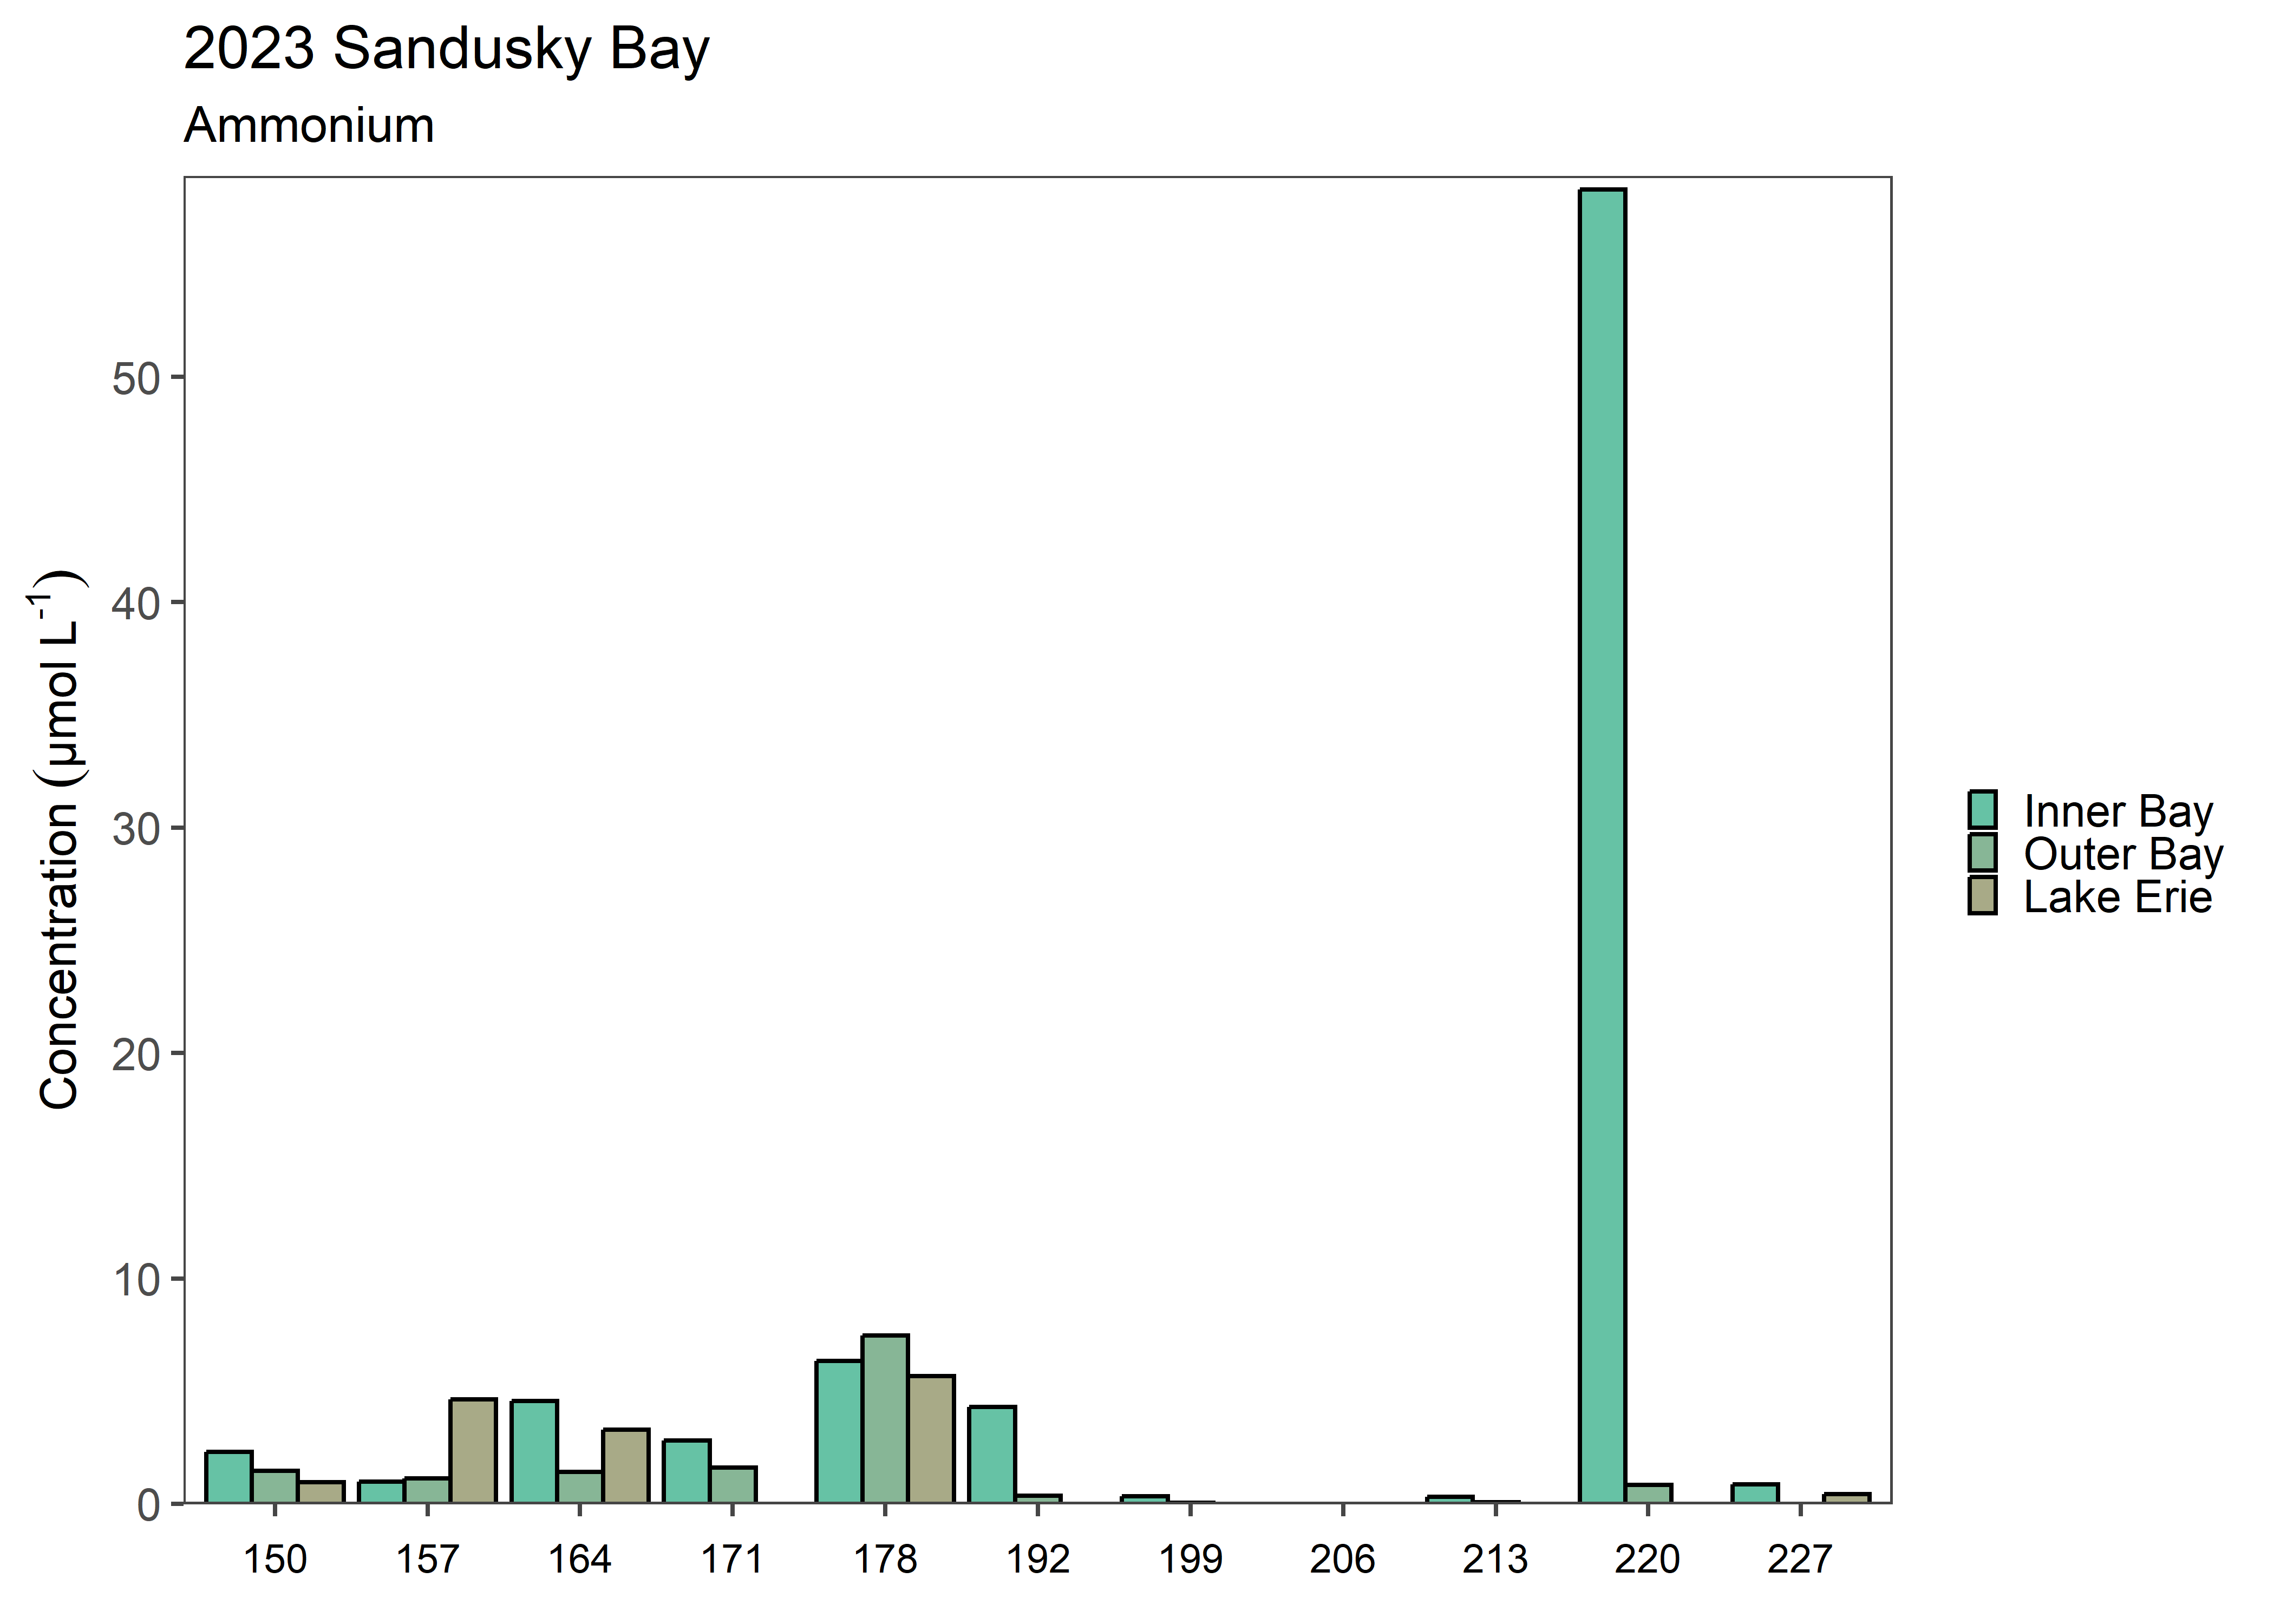 2023 Sandusky Bay
Ammonium
Concentration (µmol L⁻¹)
50
40
30
20
10
0
150 157 164 171 178 192 199 206 213 220 227
Inner Bay
Outer Bay
Lake Erie